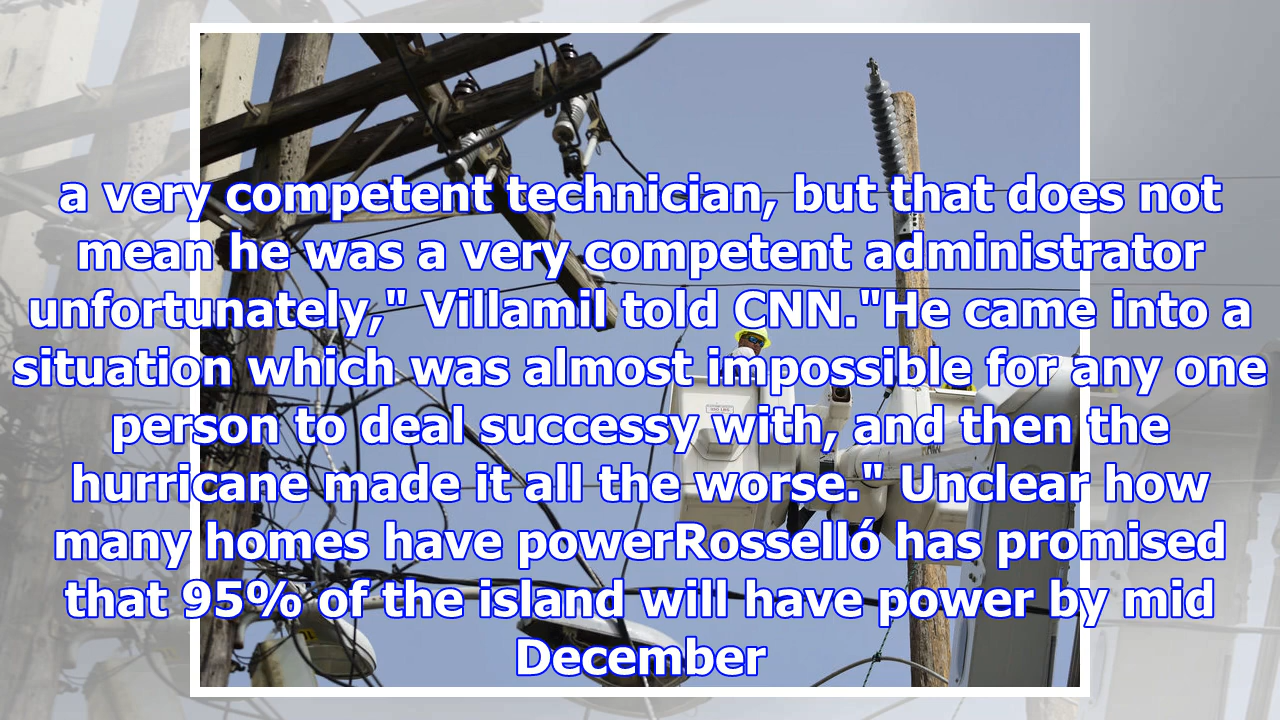 a very competent technician, but that does not
mean he was a very competent administrator
unfortunately," Villamil told CNN."He came into a
situation which was almost impossible for any one
person to deal successy with, and then the
hurricane made it all the worse." Unclear how
many homes have powerRosselló has promised
that 95% of the island will have power by mid
December